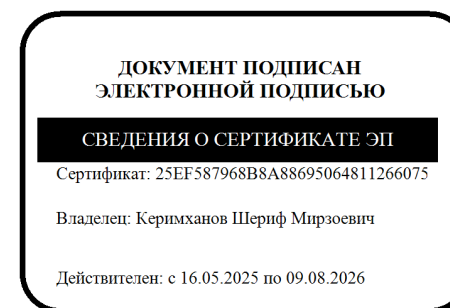 ДОКУМЕНТ ПОДПИСАН
ЭЛЕКТРОННОЙ ПОДПИСЬЮ
СВЕДЕНИЯ О СЕРТИФИКАТЕ ЭП
Сертификат: 25EF587968B8A88695064811266075
Владелец: Керимханов Шериф Мирзоевич
Действителен: с 16.05.2025 по 09.08.2026